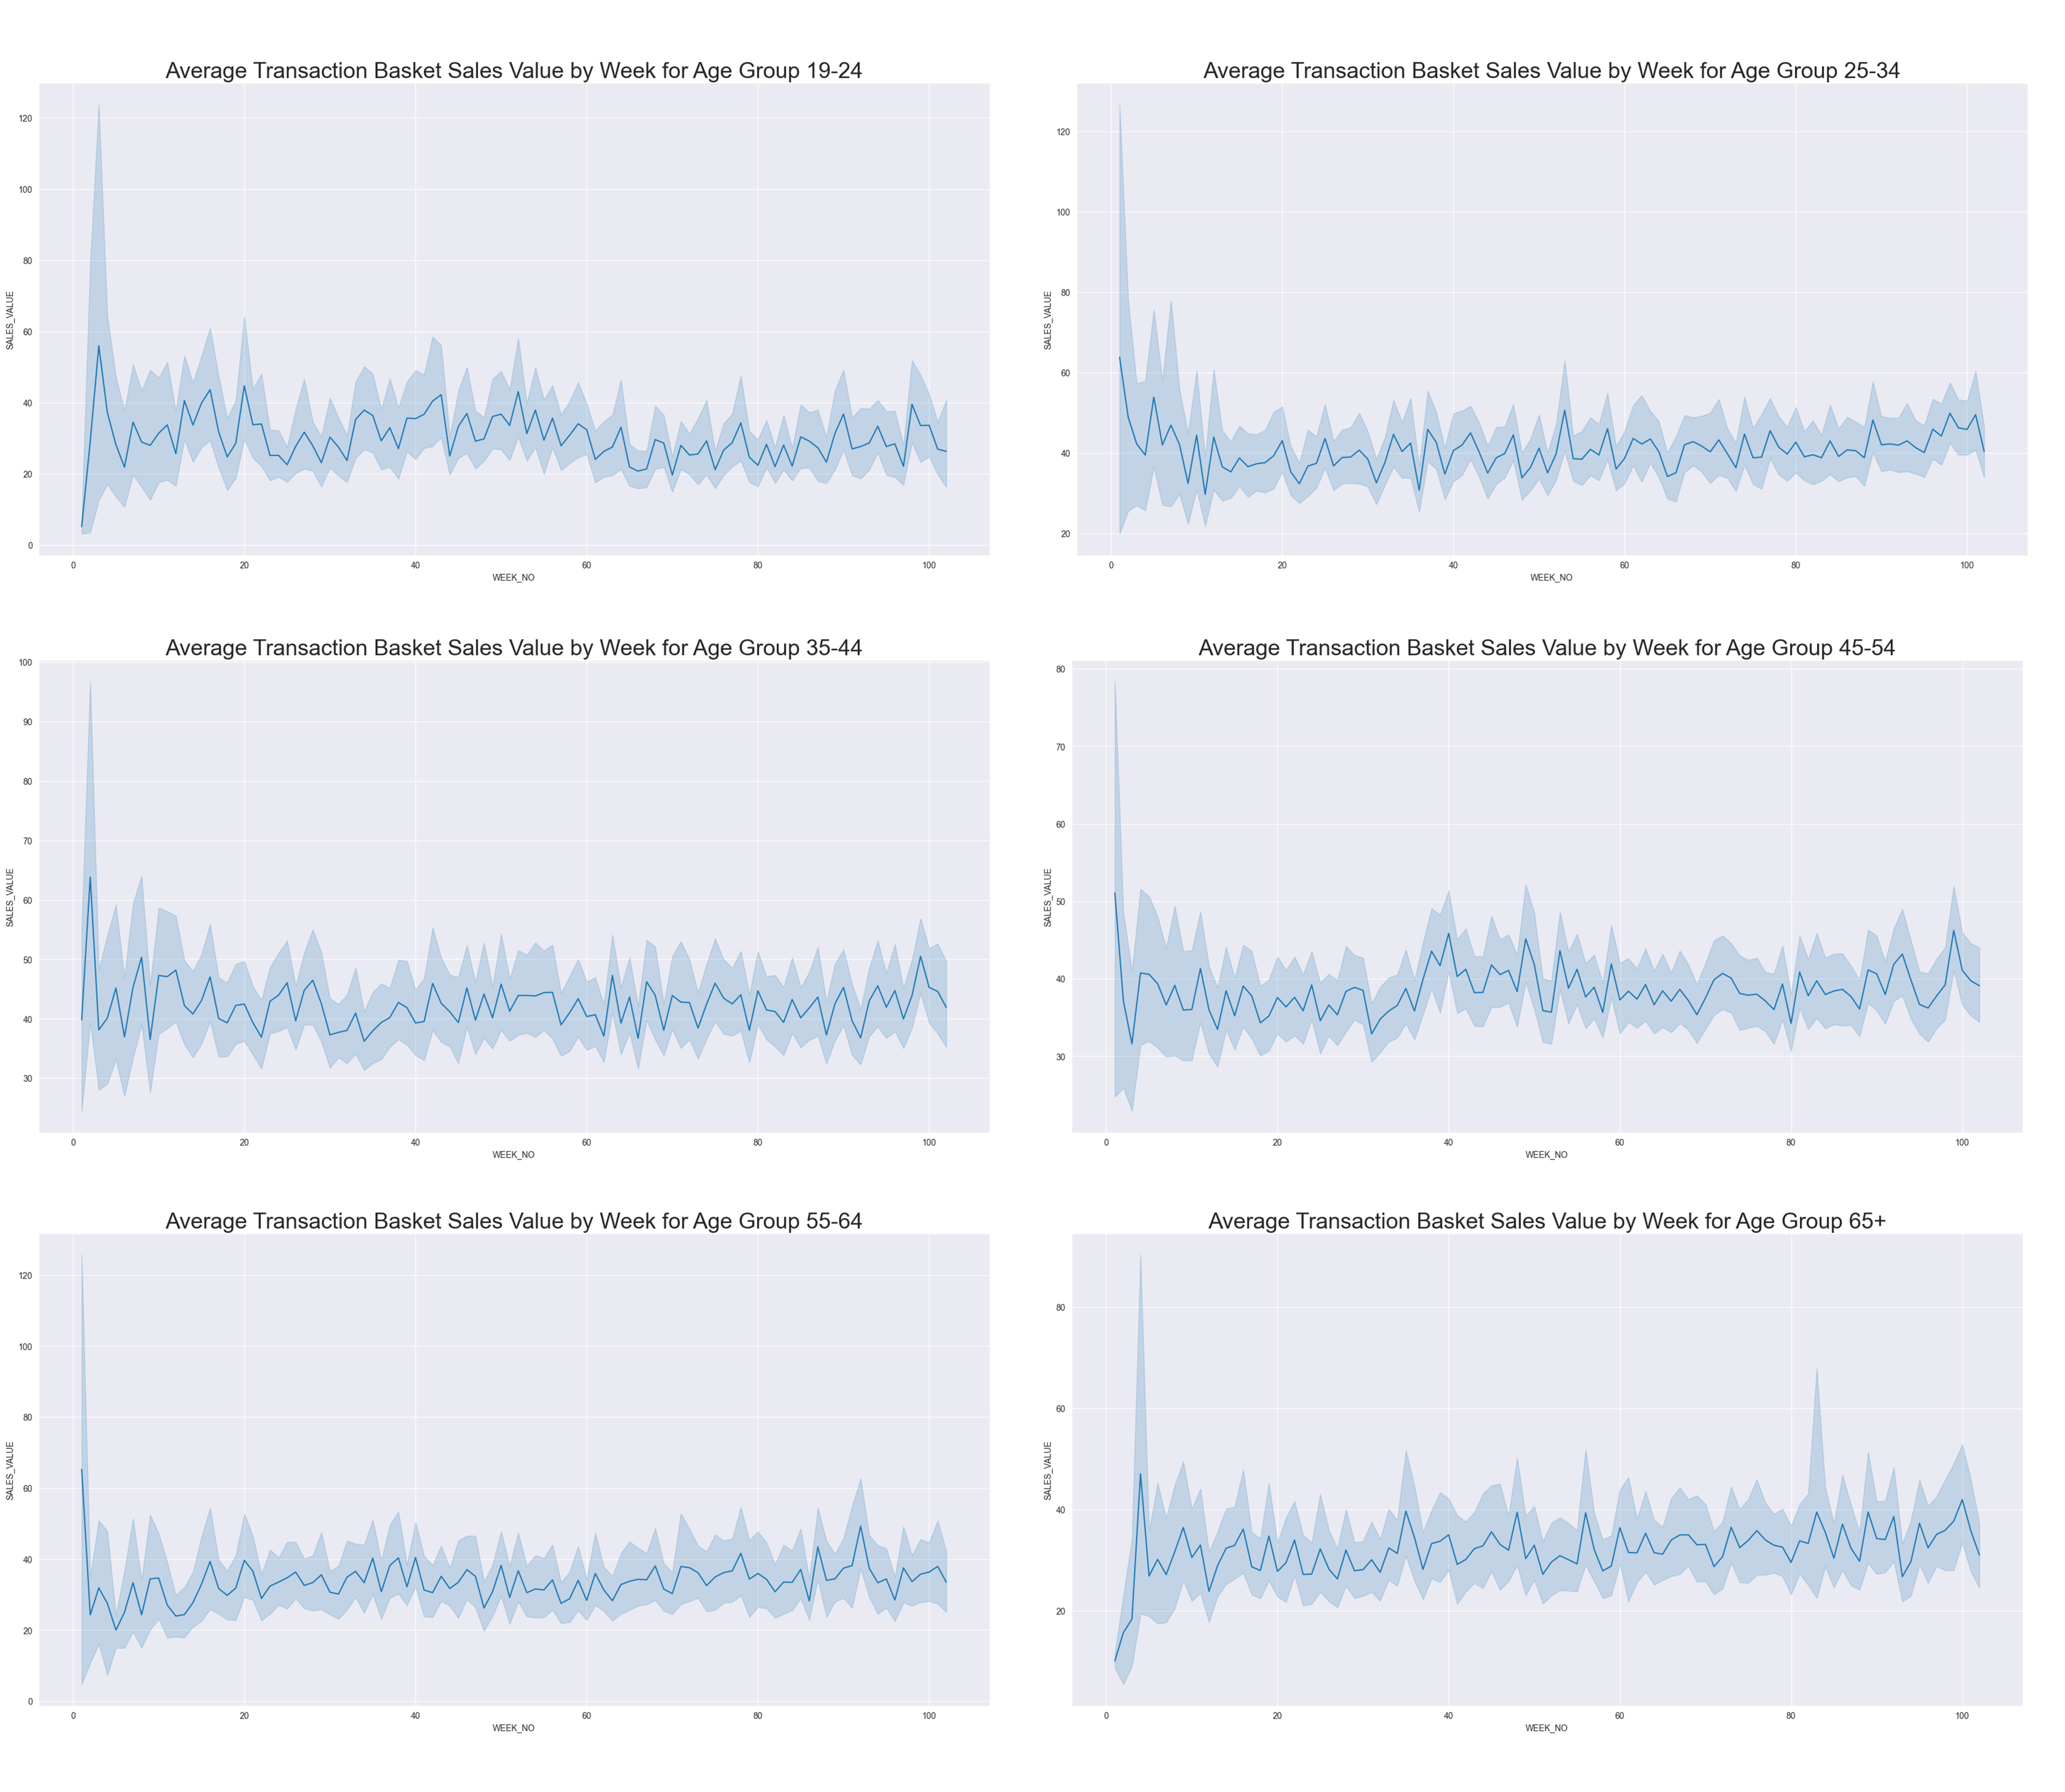 Average Transaction Basket Sales Value by Week for Age Group 19-24
120
100
80
60
40
20
0
SALES_VALUE
0 20 40 60 80 100
WEEK_NO
Average Transaction Basket Sales Value by Week for Age Group 25-34
120
100
80
60
40
20
SALES_VALUE
0 20 40 60 80 100
WEEK_NO
Average Transaction Basket Sales Value by Week for Age Group 35-44
100
90
80
70
60
50
40
30
SALES_VALUE
0 20 40 60 80 100
WEEK_NO
Average Transaction Basket Sales Value by Week for Age Group 45-54
80
70
60
50
40
30
SALES_VALUE
0 20 40 60 80 100
WEEK_NO
Average Transaction Basket Sales Value by Week for Age Group 55-64
120
100
80
60
40
20
0
SALES_VALUE
0 20 40 60 80 100
WEEK_NO
Average Transaction Basket Sales Value by Week for Age Group 65+
80
60
40
20
SALES_VALUE
0 20 40 60 80 100
WEEK_NO